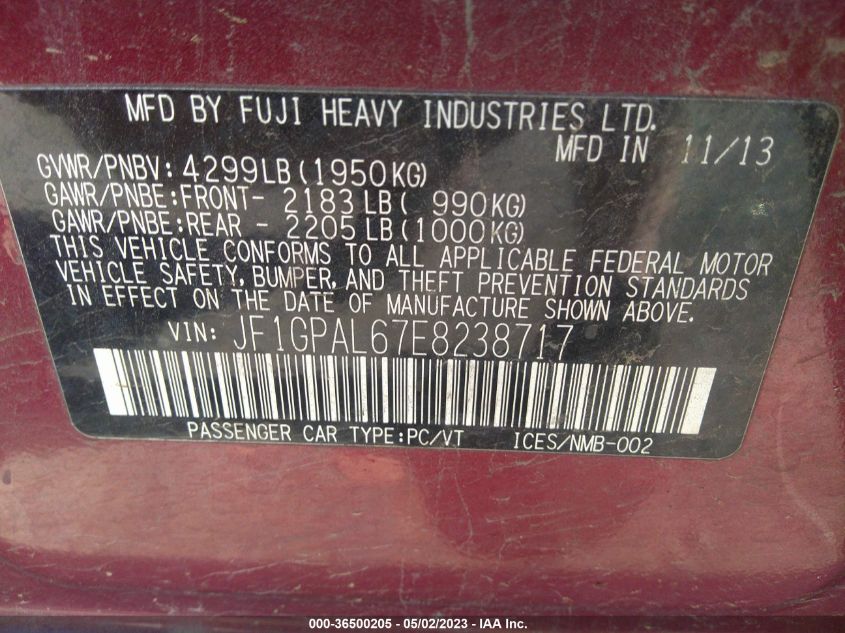 MFD BY FUJI HEAVY INDUSTRIES LTD.
MFD IN 11/13
GVWR/PNBV: 4299LB(1950KG)
GAWR/PNBE:FRONT- 2183LB( 990KG)
GAWR/PNBE:REAR - 2205LB(1000KG)
THIS VEHICLE CONFORMS TO ALL APPLICABLE FEDERAL MOTOR
VEHICLE SAFETY, BUMPER, AND THEFT PREVENTION STANDARDS
IN EFFECT ON THE DATE OF MANUFACTURE SHOWN ABOVE.
VIN: JF1GPAL67E8238717
PASSENGER CAR TYPE:PC/VT ICES/NMB-002
000-36500205 - 05/02/2023 - IAA Inc.